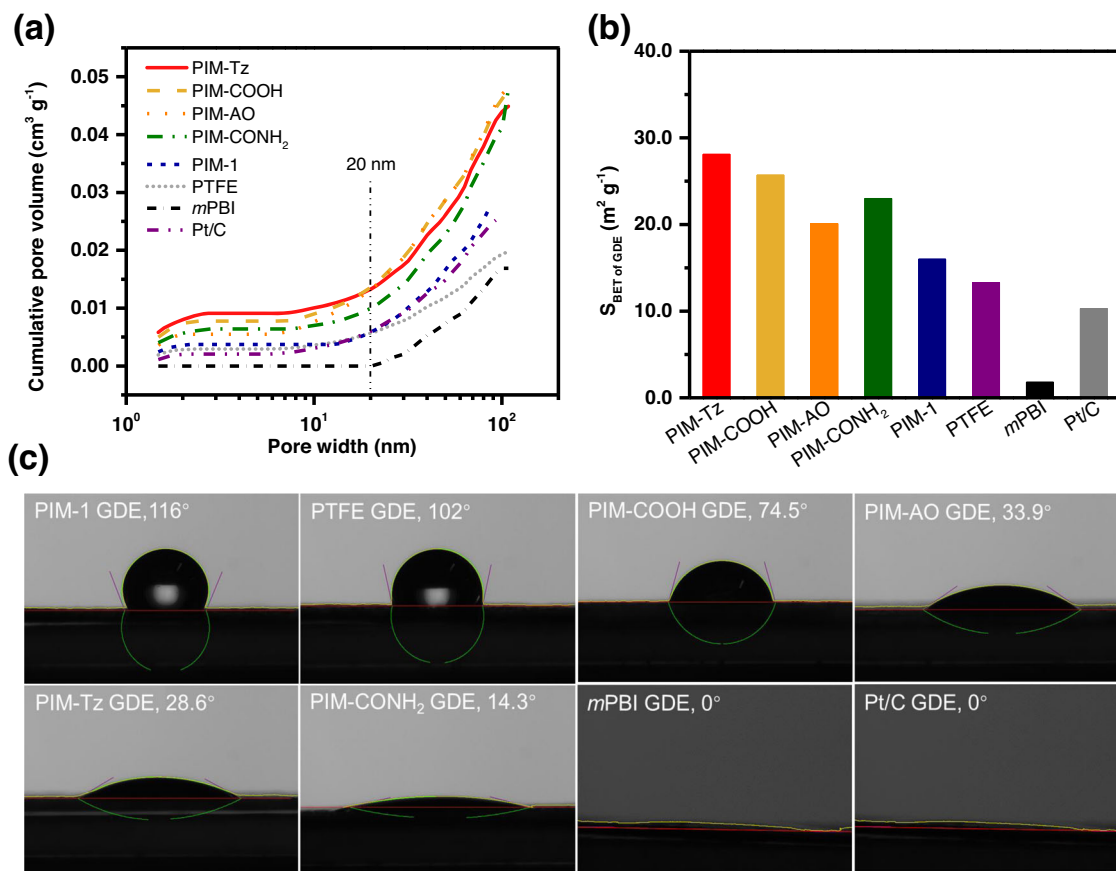 (a)
Cumulative pore volume (cm³ g⁻¹)
0.05
0.04
0.03
0.02
0.01
0.00
PIM-Tz
PIM-COOH
PIM-AO
PIM-CONH₂
PIM-1
PTFE
mPBI
Pt/C
20 nm
10⁰
10¹
10²
Pore width (nm)
(b)
S_BET of GDE (m² g⁻¹)
40.0
30.0
20.0
10.0
0.0
PIM-Tz
PIM-COOH
PIM-AO
PIM-CONH₂
PIM-1
PTFE
mPBI
Pt/C
(c)
PIM-1 GDE,116°
PTFE GDE, 102°
PIM-COOH GDE, 74.5°
PIM-AO GDE, 33.9°
PIM-Tz GDE, 28.6°
PIM-CONH₂ GDE, 14.3°
mPBI GDE, 0°
Pt/C GDE, 0°